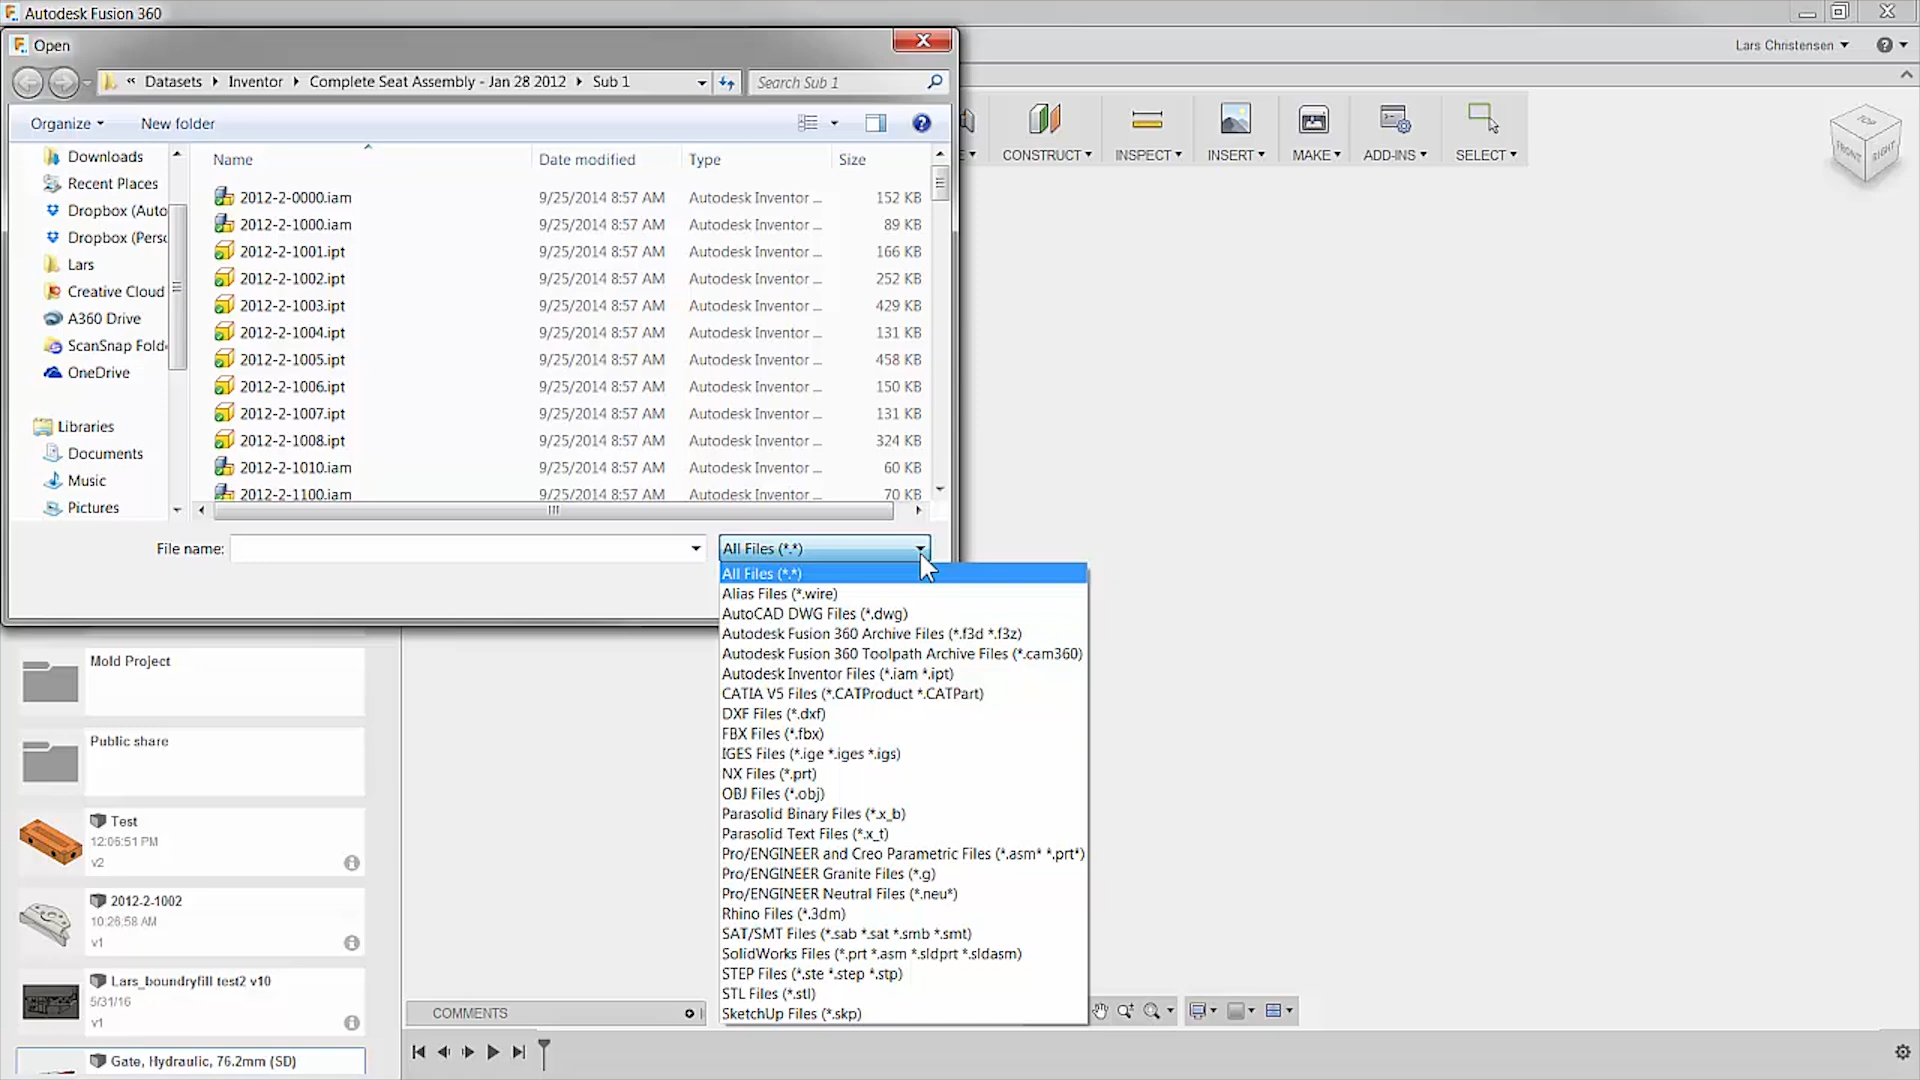 Autodesk Fusion 360
Open
Lars Christensen
« Datasets Inventor Complete Seat Assembly - Jan 28 2012 Sub 1
Search Sub 1
Organize
New folder
CONSTRUCT INSPECT INSERT MAKE ADD-INS SELECT
TOP
FRONT
RIGHT
Downloads
Recent Places
Dropbox (Auto
Dropbox (Perso
Lars
Creative Cloud
A360 Drive
ScanSnap Fold
OneDrive
Libraries
Documents
Music
Pictures
Name Date modified Type Size
2012-2-0000.iam 9/25/2014 8:57 AM Autodesk Inventor ... 152 KB
2012-2-1000.iam 9/25/2014 8:57 AM Autodesk Inventor ... 89 KB
2012-2-1001.ipt 9/25/2014 8:57 AM Autodesk Inventor ... 166 KB
2012-2-1002.ipt 9/25/2014 8:57 AM Autodesk Inventor ... 252 KB
2012-2-1003.ipt 9/25/2014 8:57 AM Autodesk Inventor ... 429 KB
2012-2-1004.ipt 9/25/2014 8:57 AM Autodesk Inventor ... 131 KB
2012-2-1005.ipt 9/25/2014 8:57 AM Autodesk Inventor ... 458 KB
2012-2-1006.ipt 9/25/2014 8:57 AM Autodesk Inventor ... 150 KB
2012-2-1007.ipt 9/25/2014 8:57 AM Autodesk Inventor ... 131 KB
2012-2-1008.ipt 9/25/2014 8:57 AM Autodesk Inventor ... 324 KB
2012-2-1010.iam 9/25/2014 8:57 AM Autodesk Inventor ... 60 KB
2012-2-1100.iam 9/25/2014 8:57 AM Autodesk Inventor ... 70 KB
File name:
All Files (*.*)
All Files (*.*)
Alias Files (*.wire)
AutoCAD DWG Files (*.dwg)
Autodesk Fusion 360 Archive Files (*.f3d *.f3z)
Autodesk Fusion 360 Toolpath Archive Files (*.cam360)
Autodesk Inventor Files (*.iam *.ipt)
CATIA V5 Files (*.CATProduct *.CATPart)
DXF Files (*.dxf)
FBX Files (*.fbx)
IGES Files (*.ige *.iges *.igs)
NX Files (*.prt)
OBJ Files (*.obj)
Parasolid Binary Files (*.x_b)
Parasolid Text Files (*.x_t)
Pro/ENGINEER and Creo Parametric Files (*.asm* *.prt*)
Pro/ENGINEER Granite Files (*.g)
Pro/ENGINEER Neutral Files (*.neu*)
Rhino Files (*.3dm)
SAT/SMT Files (*.sab *.sat *.smb *.smt)
SolidWorks Files (*.prt *.asm *.sldprt *.sldasm)
STEP Files (*.ste *.step *.stp)
STL Files (*.stl)
SketchUp Files (*.skp)
Mold Project
Public share
Test
12:06:51 PM
v2
2012-2-1002
10:26:58 AM
v1
Lars_boundryfill test2 v10
5/31/16
v1
Gate, Hydraulic, 76.2mm (SD)
COMMENTS